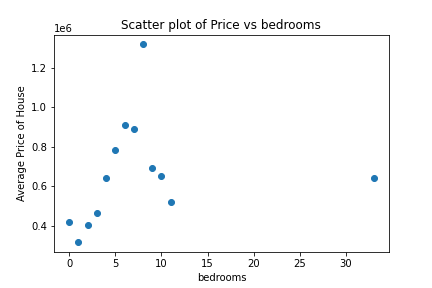 Scatter plot of Price vs bedrooms
1e6
1.2
1.0
0.8
0.6
0.4
Average Price of House
0 5 10 15 20 25 30
bedrooms